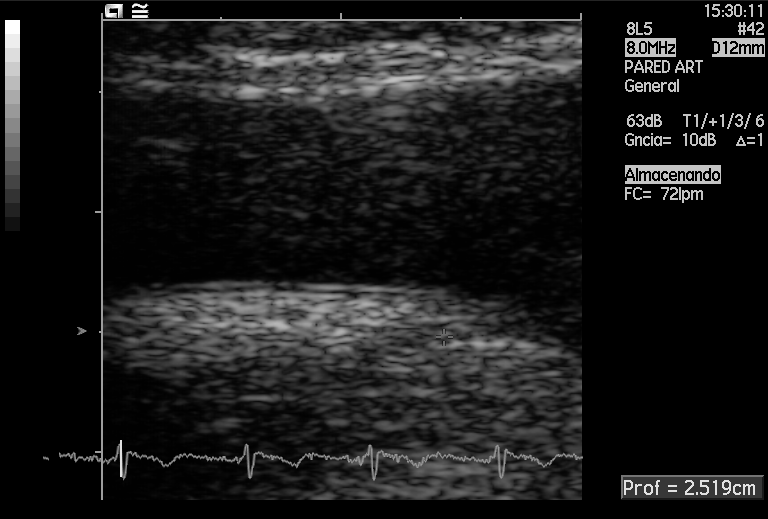 15:30:11
8L5 #42
8.0MHz D12mm
PARED ART
General
63dB T1/+1/3/ 6
Gncia= 10dB Δ=1
Almacenando
FC= 72lpm
Prof = 2.519cm